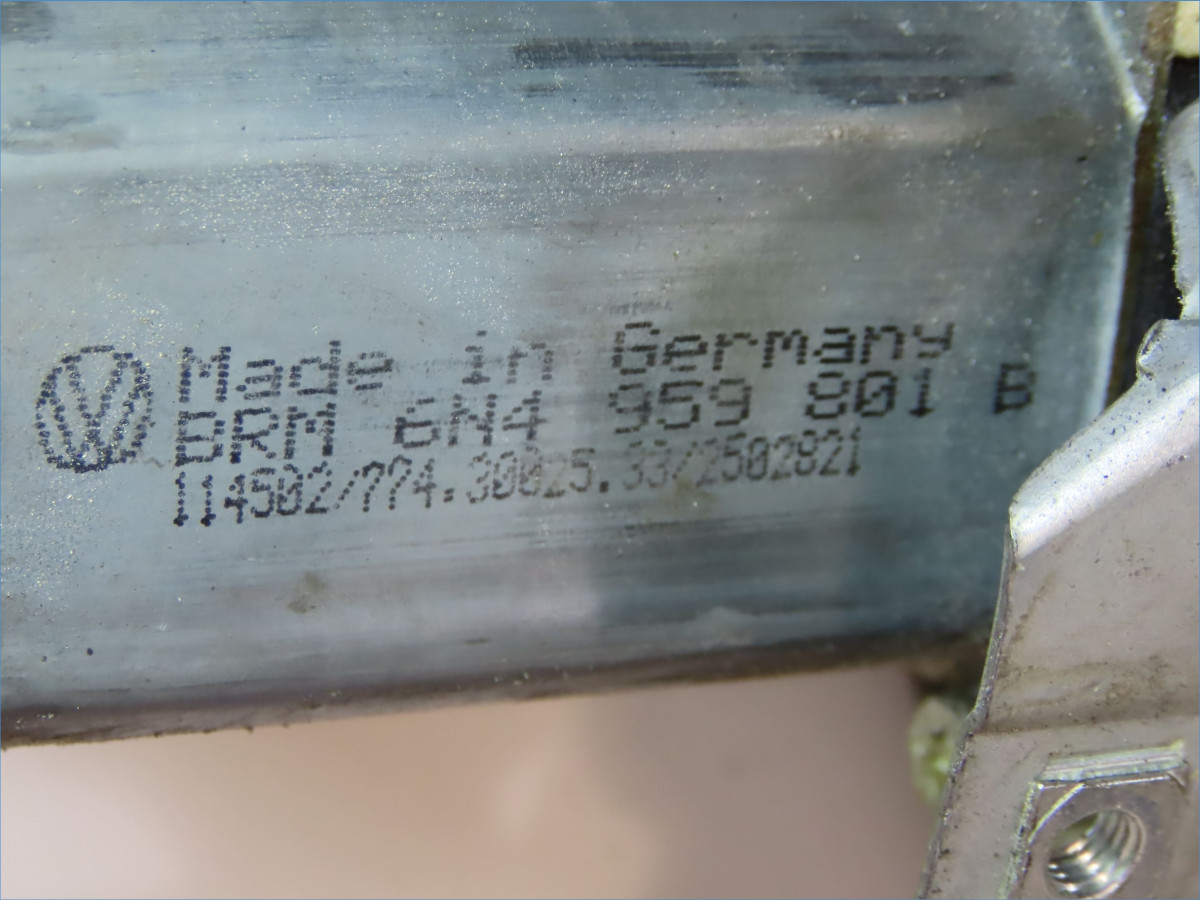 Made in Germany
BRM 6N4 959 801 B
114502/774.30025.33/2502821